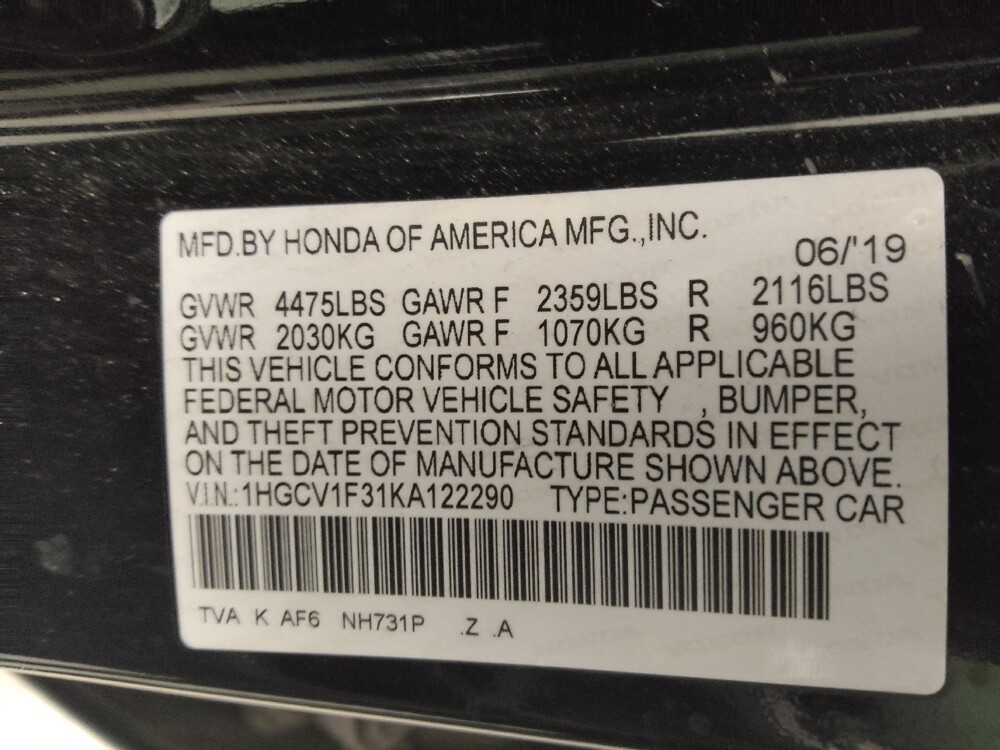 MFD.BY HONDA OF AMERICA MFG.,INC.
06/'19
GVWR 4475LBS GAWR F 2359LBS R 2116LBS
GVWR 2030KG GAWR F 1070KG R 960KG
THIS VEHICLE CONFORMS TO ALL APPLICABLE
FEDERAL MOTOR VEHICLE SAFETY , BUMPER,
AND THEFT PREVENTION STANDARDS IN EFFECT
ON THE DATE OF MANUFACTURE SHOWN ABOVE.
V.I.N.:1HGCV1F31KA122290 TYPE:PASSENGER CAR
TVA K AF6 NH731P .Z .A